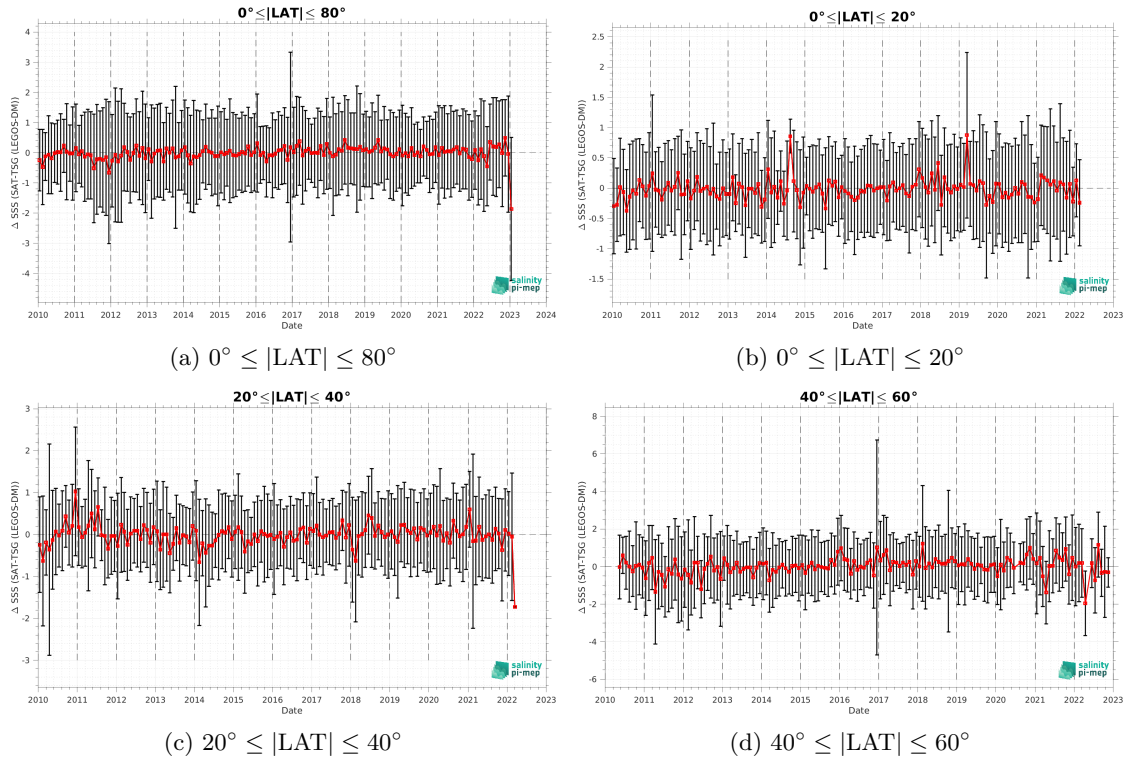 0°≤|LAT|≤ 80°
Δ SSS (SAT-TSG (LEGOS-DM))
4
3
2
1
0
-1
-2
-3
-4
salinity
pi-mep
2010 2011 2012 2013 2014 2015 2016 2017 2018 2019 2020 2021 2022 2023 2024
Date
(a) 0° ≤ |LAT| ≤ 80°
0°≤|LAT|≤ 20°
Δ SSS (SAT-TSG (LEGOS-DM))
2.5
2
1.5
1
0.5
0
-0.5
-1
-1.5
salinity
pi-mep
2010 2011 2012 2013 2014 2015 2016 2017 2018 2019 2020 2021 2022 2023
Date
(b) 0° ≤ |LAT| ≤ 20°
20°≤|LAT|≤ 40°
Δ SSS (SAT-TSG (LEGOS-DM))
3
2
1
0
-1
-2
-3
salinity
pi-mep
2010 2011 2012 2013 2014 2015 2016 2017 2018 2019 2020 2021 2022 2023
Date
(c) 20° ≤ |LAT| ≤ 40°
40°≤|LAT|≤ 60°
Δ SSS (SAT-TSG (LEGOS-DM))
8
6
4
2
0
-2
-4
-6
salinity
pi-mep
2010 2011 2012 2013 2014 2015 2016 2017 2018 2019 2020 2021 2022 2023
Date
(d) 40° ≤ |LAT| ≤ 60°